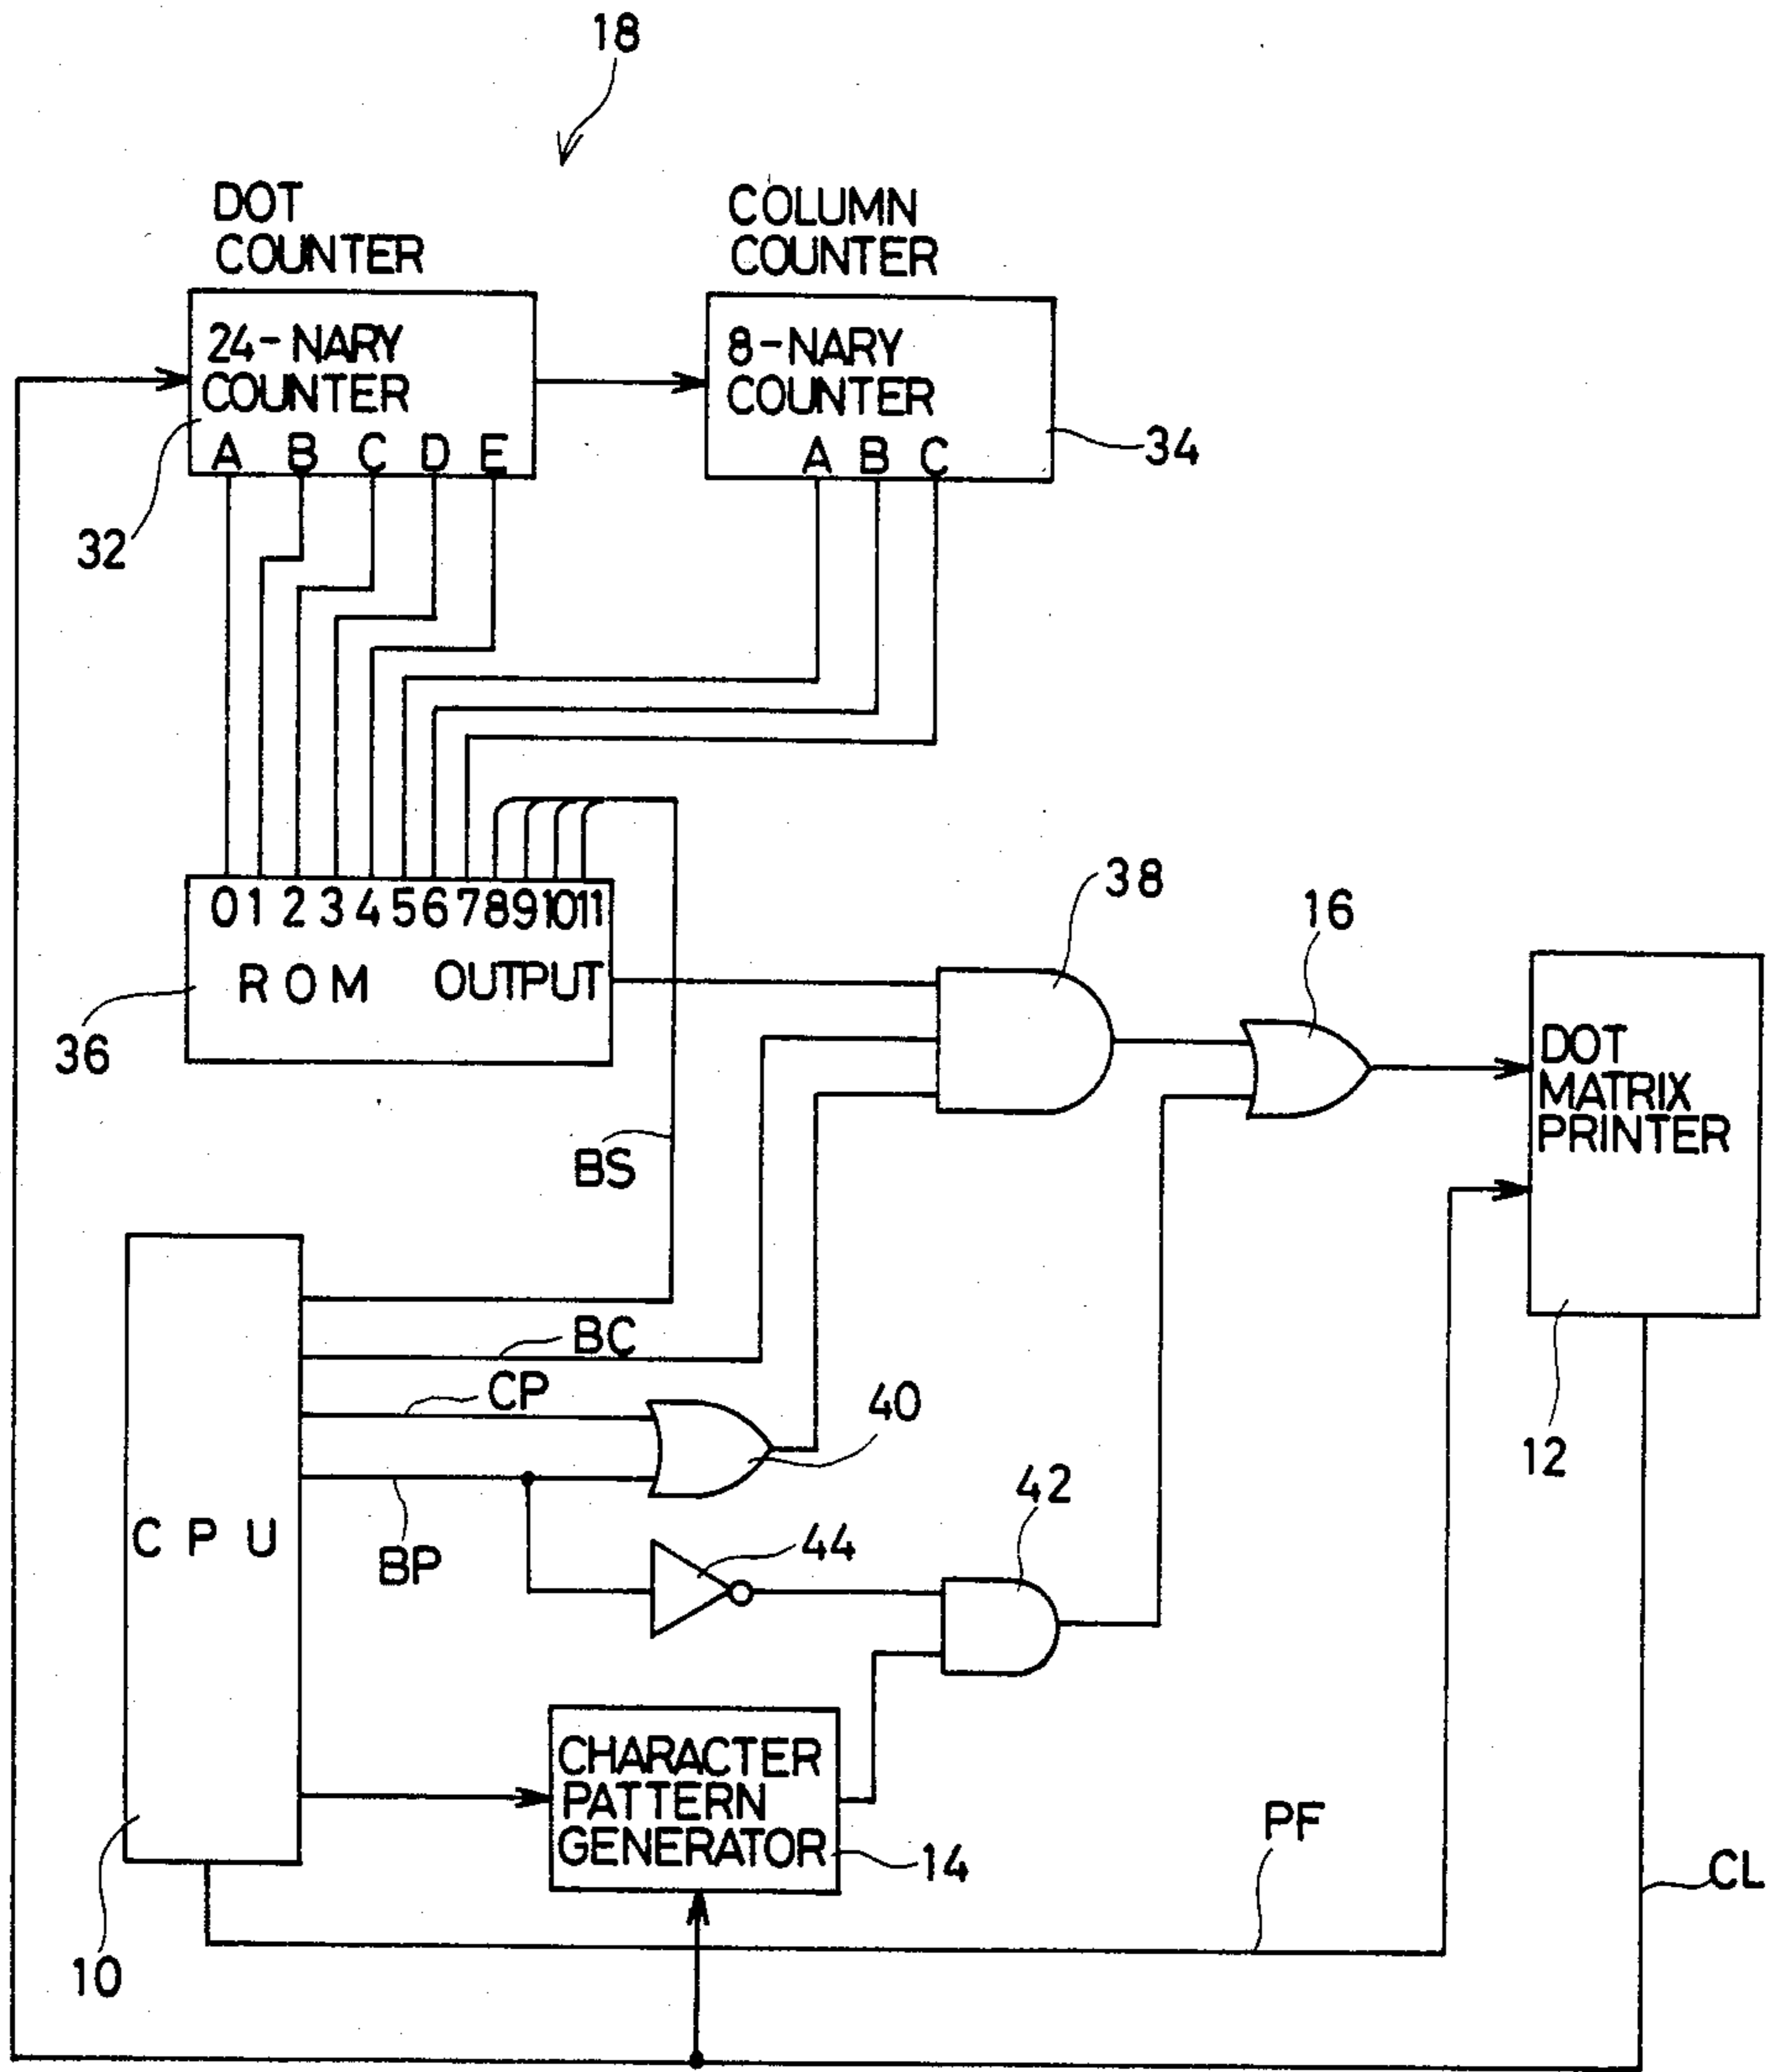 18
DOT
COUNTER
COLUMN
COUNTER
24-NARY
COUNTER
A B C D E
8-NARY
COUNTER
A B C
34
32
0 1 2 3 4 5 6 7 8 9 10 11
ROM OUTPUT
36
38
16
DOT
MATRIX
PRINTER
BS
BC
CP
40
12
42
CPU
BP
44
CHARACTER
PATTERN
GENERATOR
14
PF
CL
10